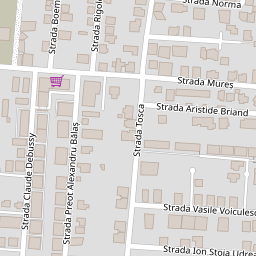 Strada Norma
Strada Boem
Strada Rigol
Strada Mureș
Strada Aristide Briand
Strada Tosca
Strada Claude Debussy
Strada Preot Alexandru Bălaș
Strada Vasile Voiculesc
Strada Ion Stoia Udrea